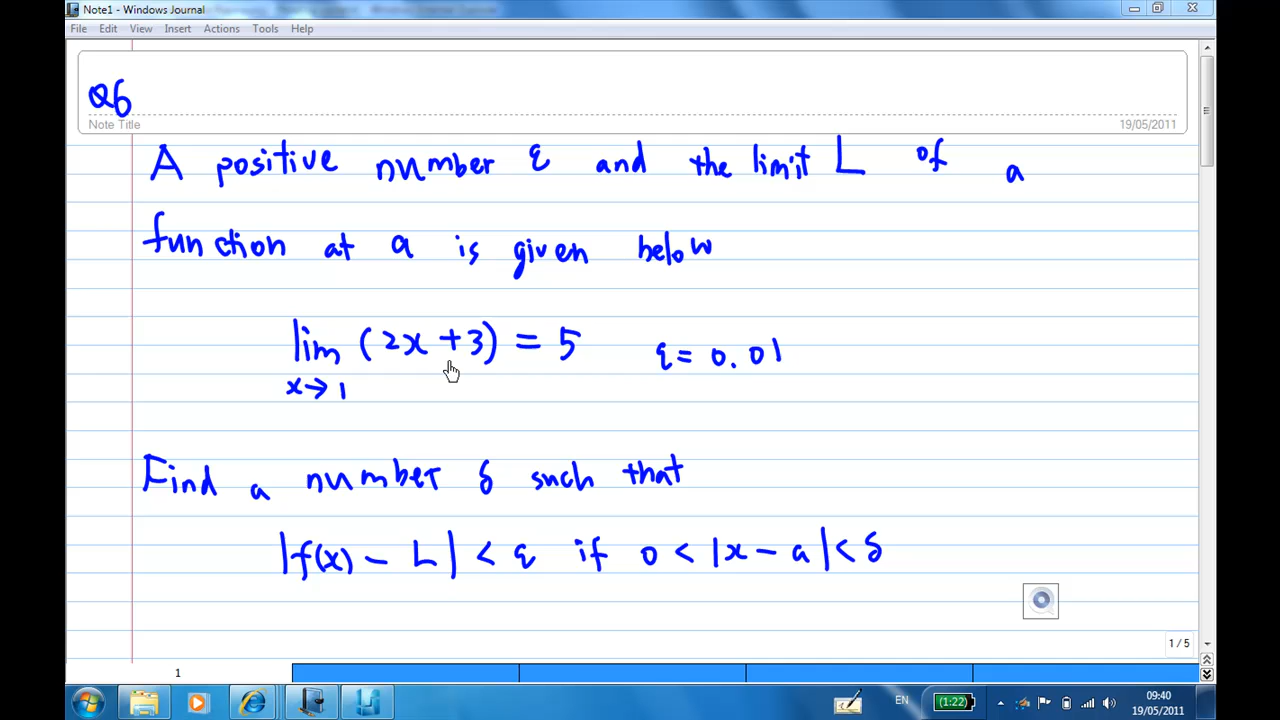 Note1 - Windows Journal
File Edit View Insert Actions Tools Help
Q6
Note Title
19/05/2011
A positive number ε and the limit L of a
function at a is given below
lim (2x+3) = 5 ε = 0.01
x→1
Find a number δ such that
|f(x) - L| < ε if 0 < |x - a| < δ
1 / 5
1
EN
(1:22)
09:40
19/05/2011